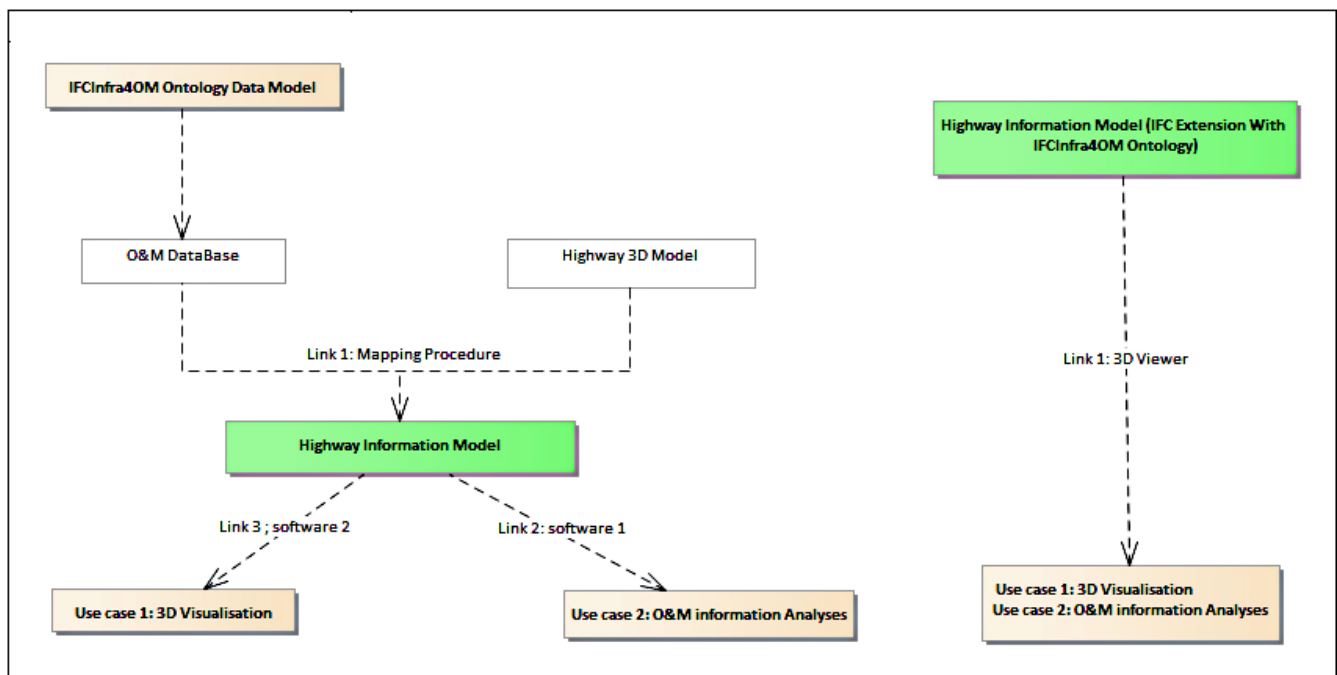 IFCInfra4OM Ontology Data Model
Highway Information Model (IFC Extension With
IFCInfra4OM Ontology)
O&M DataBase
Highway 3D Model
Link 1: Mapping Procedure
Link 1: 3D Viewer
Highway Information Model
Link 3 ; software 2
Link 2: software 1
Use case 1: 3D Visualisation
Use case 2: O&M information Analyses
Use case 1: 3D Visualisation
Use case 2: O&M information Analyses